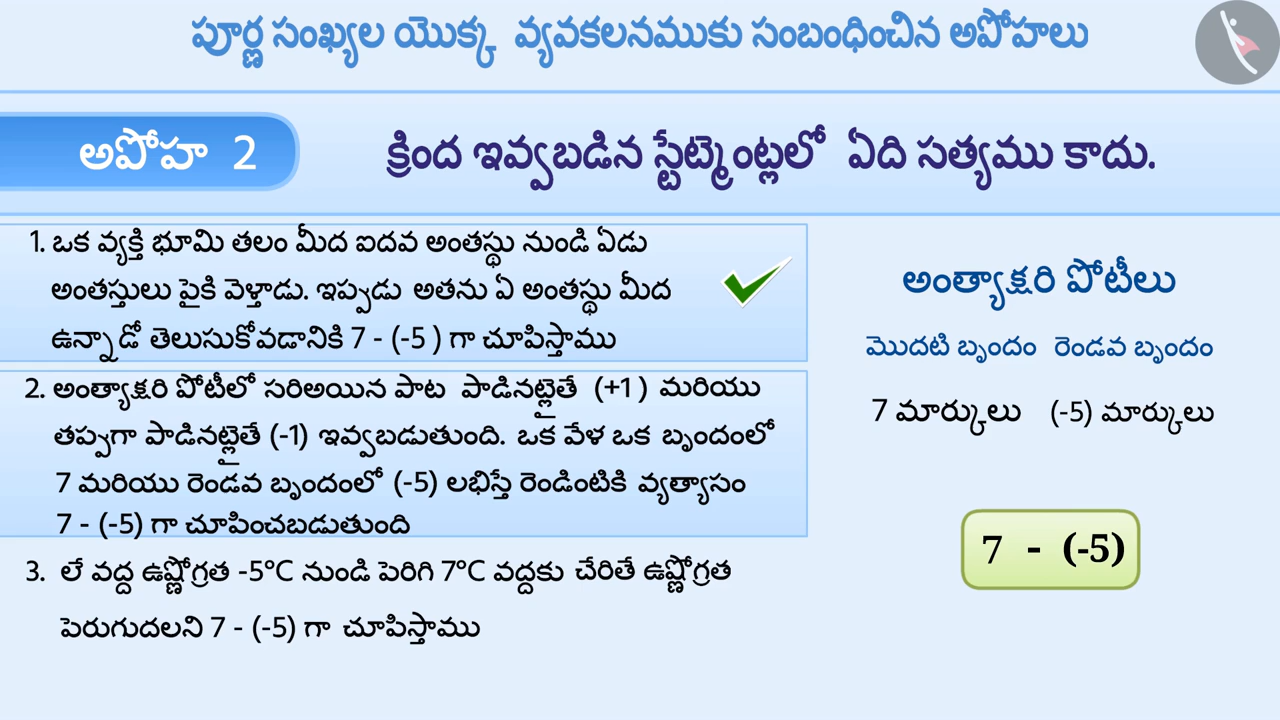 పూర్ణ సంఖ్యల యొక్క వ్యవకలనముకు సంబంధించిన అపోహలు
అపోహ 2
క్రింద ఇవ్వబడిన స్టేట్మెంట్లలో ఏది సత్యము కాదు.
1. ఒక వ్యక్తి భూమి తలం మీద ఐదవ అంతస్థు నుండి ఏడు
అంతస్తులు పైకి వెళ్తాడు. ఇప్పడు అతను ఏ అంతస్థు మీద
ఉన్నాడో తెలుసుకోవడానికి 7 - (-5 ) గా చూపిస్తాము
2. అంత్యాక్షరి పోటీలో సరిఅయిన పాట పాడినట్లైతే (+1 ) మరియు
తప్పగా పాడినట్లైతే (-1) ఇవ్వబడుతుంది. ఒక వేళ ఒక బృందంలో
7 మరియు రెండవ బృందంలో (-5) లభిస్తే రెండింటికి వ్యత్యాసం
7 - (-5) గా చూపించబడుతుంది
3. లే వద్ద ఉష్ణోగ్రత -5°C నుండి పెరిగి 7°C వద్దకు చేరితే ఉష్ణోగ్రత
పెరుగుదలని 7 - (-5) గా చూపిస్తాము
అంత్యాక్షరి పోటీలు
మొదటి బృందం రెండవ బృందం
7 మార్కులు (-5) మార్కులు
7 - (-5)